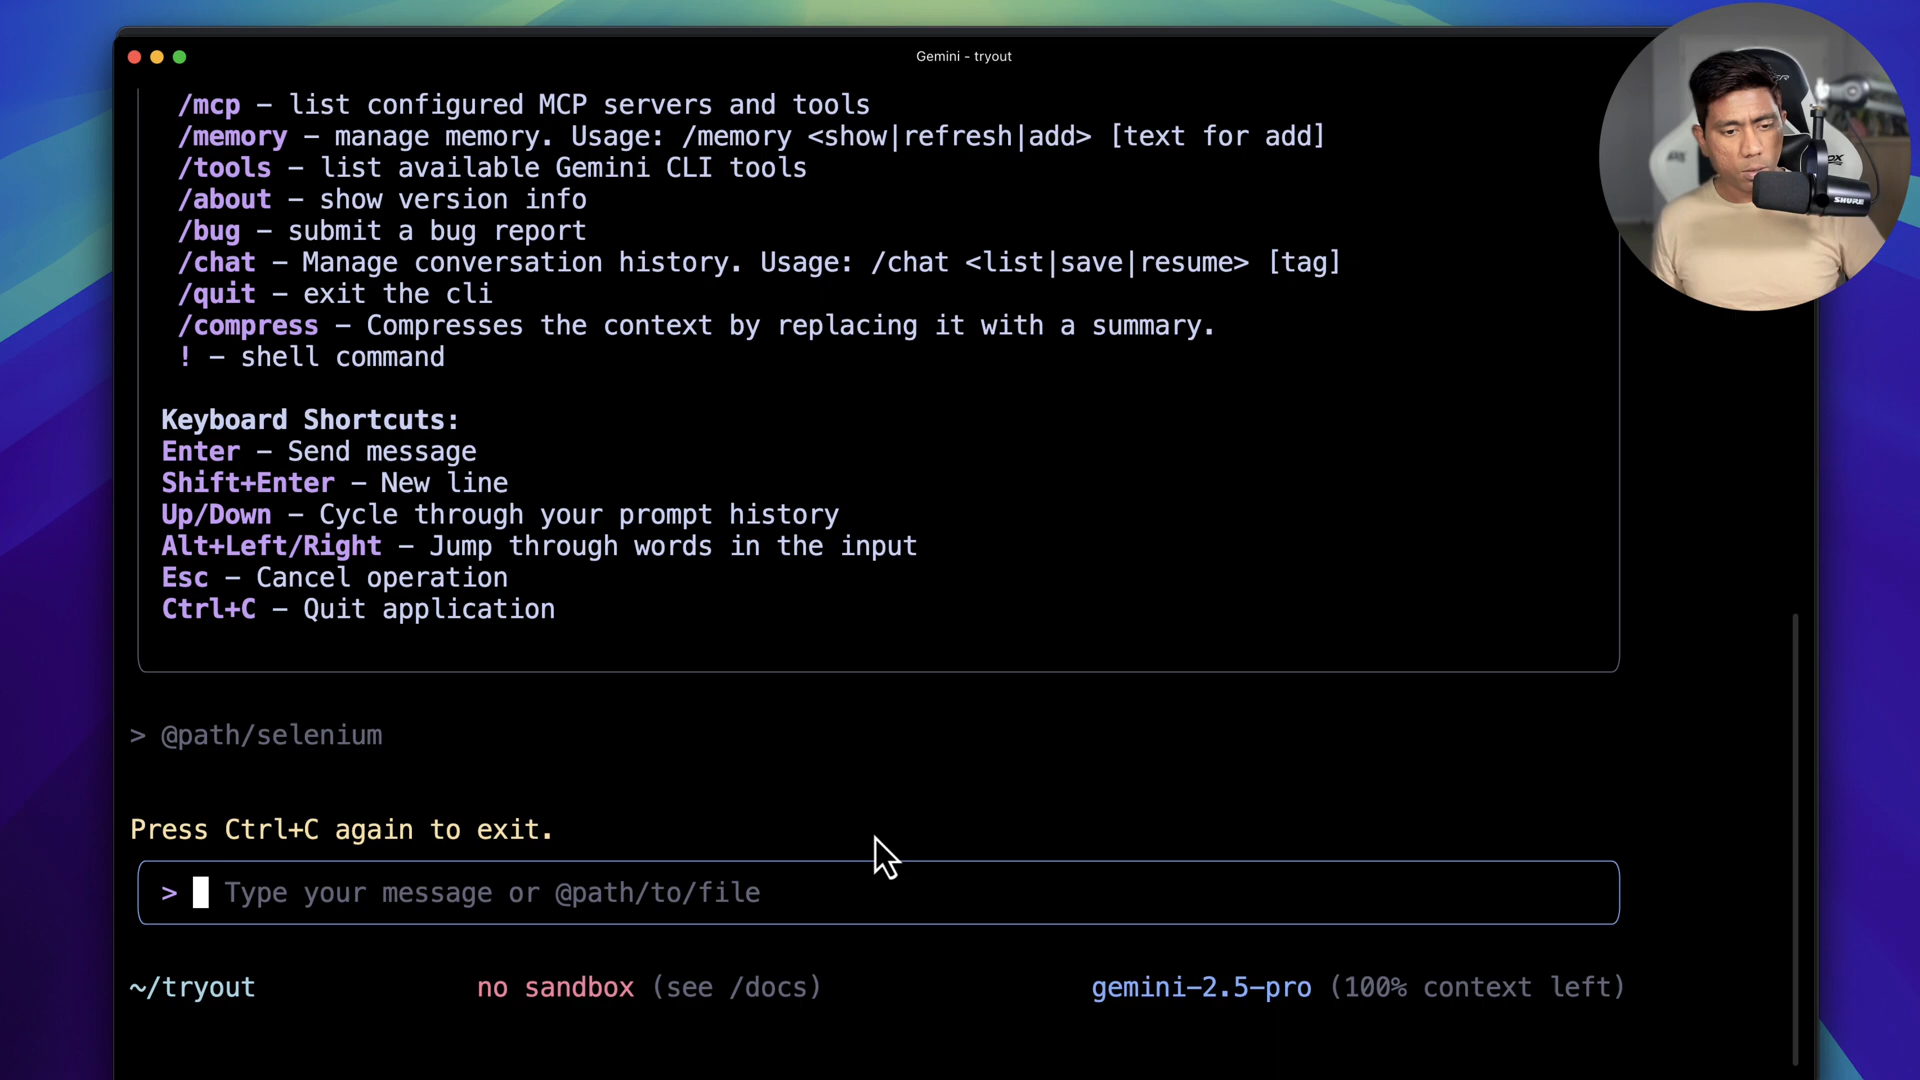 Gemini - tryout
/mcp – list configured MCP servers and tools
/memory – manage memory. Usage: /memory <show|refresh|add> [text for add]
/tools – list available Gemini CLI tools
/about – show version info
/bug – submit a bug report
/chat – Manage conversation history. Usage: /chat <list|save|resume> [tag]
/quit – exit the cli
/compress – Compresses the context by replacing it with a summary.
! – shell command
Keyboard Shortcuts:
Enter – Send message
Shift+Enter – New line
Up/Down – Cycle through your prompt history
Alt+Left/Right – Jump through words in the input
Esc – Cancel operation
Ctrl+C – Quit application
> @path/selenium
Press Ctrl+C again to exit.
> Type your message or @path/to/file
~/tryout no sandbox (see /docs) gemini-2.5-pro (100% context left)
SHURE